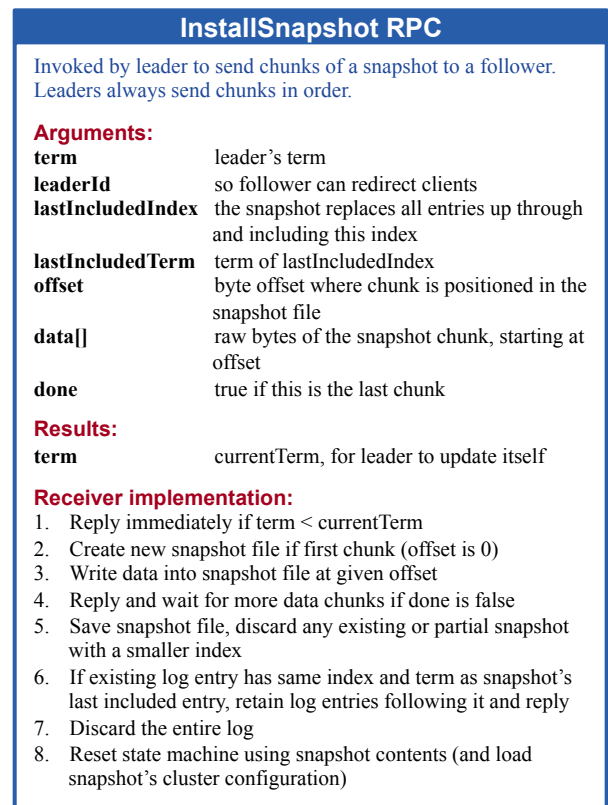 InstallSnapshot RPC
Invoked by leader to send chunks of a snapshot to a follower.
Leaders always send chunks in order.
Arguments:
term leader’s term
leaderId so follower can redirect clients
lastIncludedIndex the snapshot replaces all entries up through
and including this index
lastIncludedTerm term of lastIncludedIndex
offset byte offset where chunk is positioned in the
snapshot file
data[] raw bytes of the snapshot chunk, starting at
offset
done true if this is the last chunk
Results:
term currentTerm, for leader to update itself
Receiver implementation:
1. Reply immediately if term < currentTerm
2. Create new snapshot file if first chunk (offset is 0)
3. Write data into snapshot file at given offset
4. Reply and wait for more data chunks if done is false
5. Save snapshot file, discard any existing or partial snapshot
with a smaller index
6. If existing log entry has same index and term as snapshot’s
last included entry, retain log entries following it and reply
7. Discard the entire log
8. Reset state machine using snapshot contents (and load
snapshot’s cluster configuration)